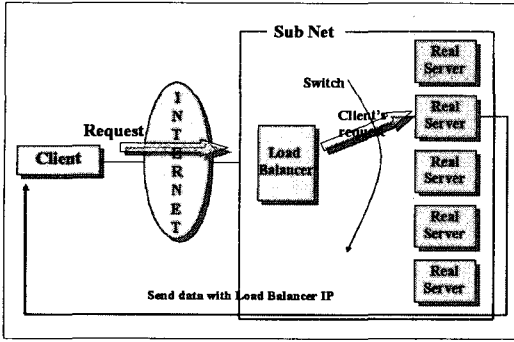 Sub Net
Real
Server
Switch
I
N
T
E
R
N
E
T
Request
Client's
request
Real
Server
Client
Load
Balancer
Real
Server
Real
Server
Real
Server
Send data with Load Balancer IP